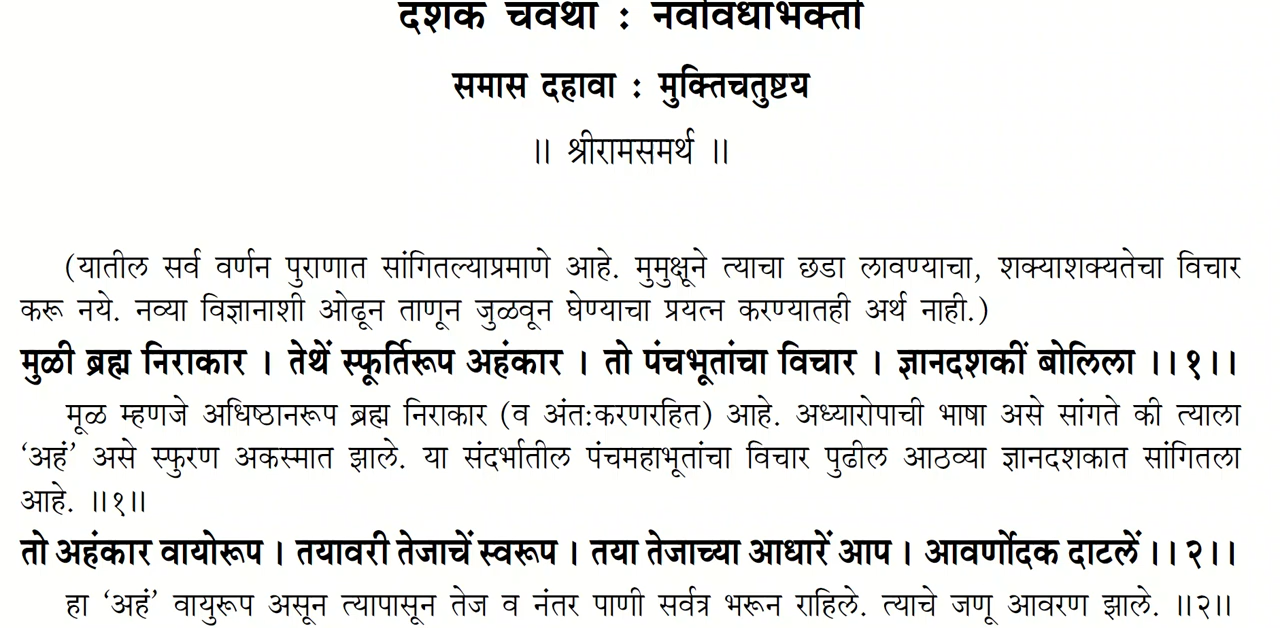 दशक चवथा : नवविधाभक्ती
समास दहावा : मुक्तिचतुष्टय
॥ श्रीरामसमर्थ ॥
(यातील सर्व वर्णन पुराणात सांगितल्याप्रमाणे आहे. मुमुक्षूने त्याचा छडा लावण्याचा, शक्याशक्यतेचा विचार
करू नये. नव्या विज्ञानाशी ओढून ताणून जुळवून घेण्याचा प्रयत्न करण्यातही अर्थ नाही.)
मुळी ब्रह्म निराकार । तेथें स्फूर्तिरूप अहंकार । तो पंचभूतांचा विचार । ज्ञानदशकीं बोलिला ।।१।।
मूळ म्हणजे अधिष्ठानरूप ब्रह्म निराकार (व अंत:करणरहित) आहे. अध्यारोपाची भाषा असे सांगते की त्याला
‘अहं’ असे स्फुरण अकस्मात झाले. या संदर्भातील पंचमहाभूतांचा विचार पुढील आठव्या ज्ञानदशकात सांगितला
आहे. ॥१॥
तो अहंकार वायोरूप । तयावरी तेजाचें स्वरूप । तया तेजाच्या आधारें आप । आवर्णोदक दाटलें ।।२।।
हा ‘अहं’ वायुरूप असून त्यापासून तेज व नंतर पाणी सर्वत्र भरून राहिले. त्याचे जणू आवरण झाले. ॥२॥